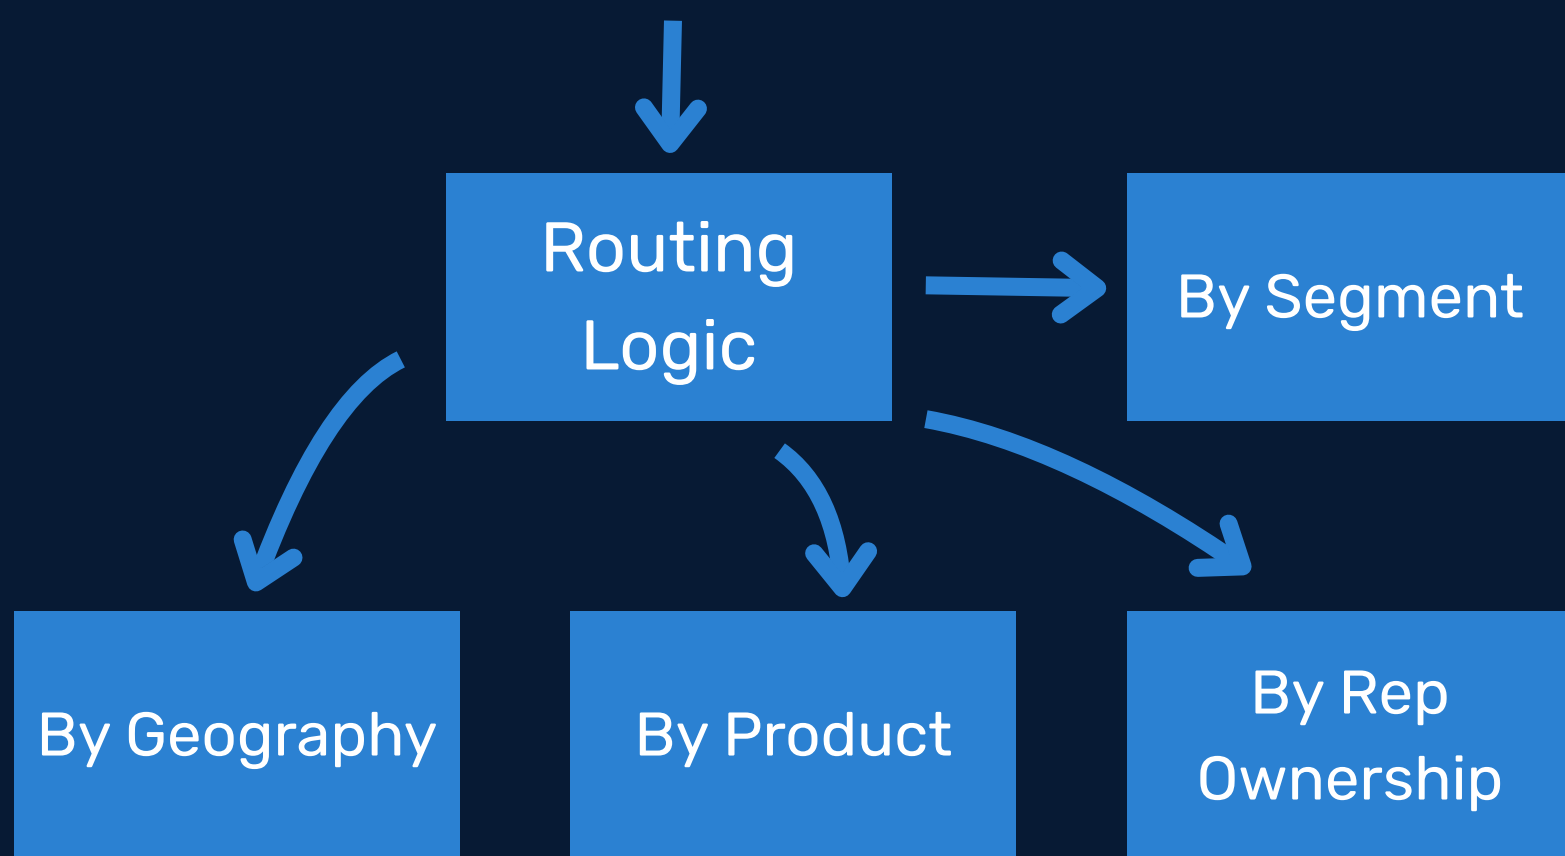 Routing
Logic
By Segment
By Geography
By Product
By Rep
Ownership